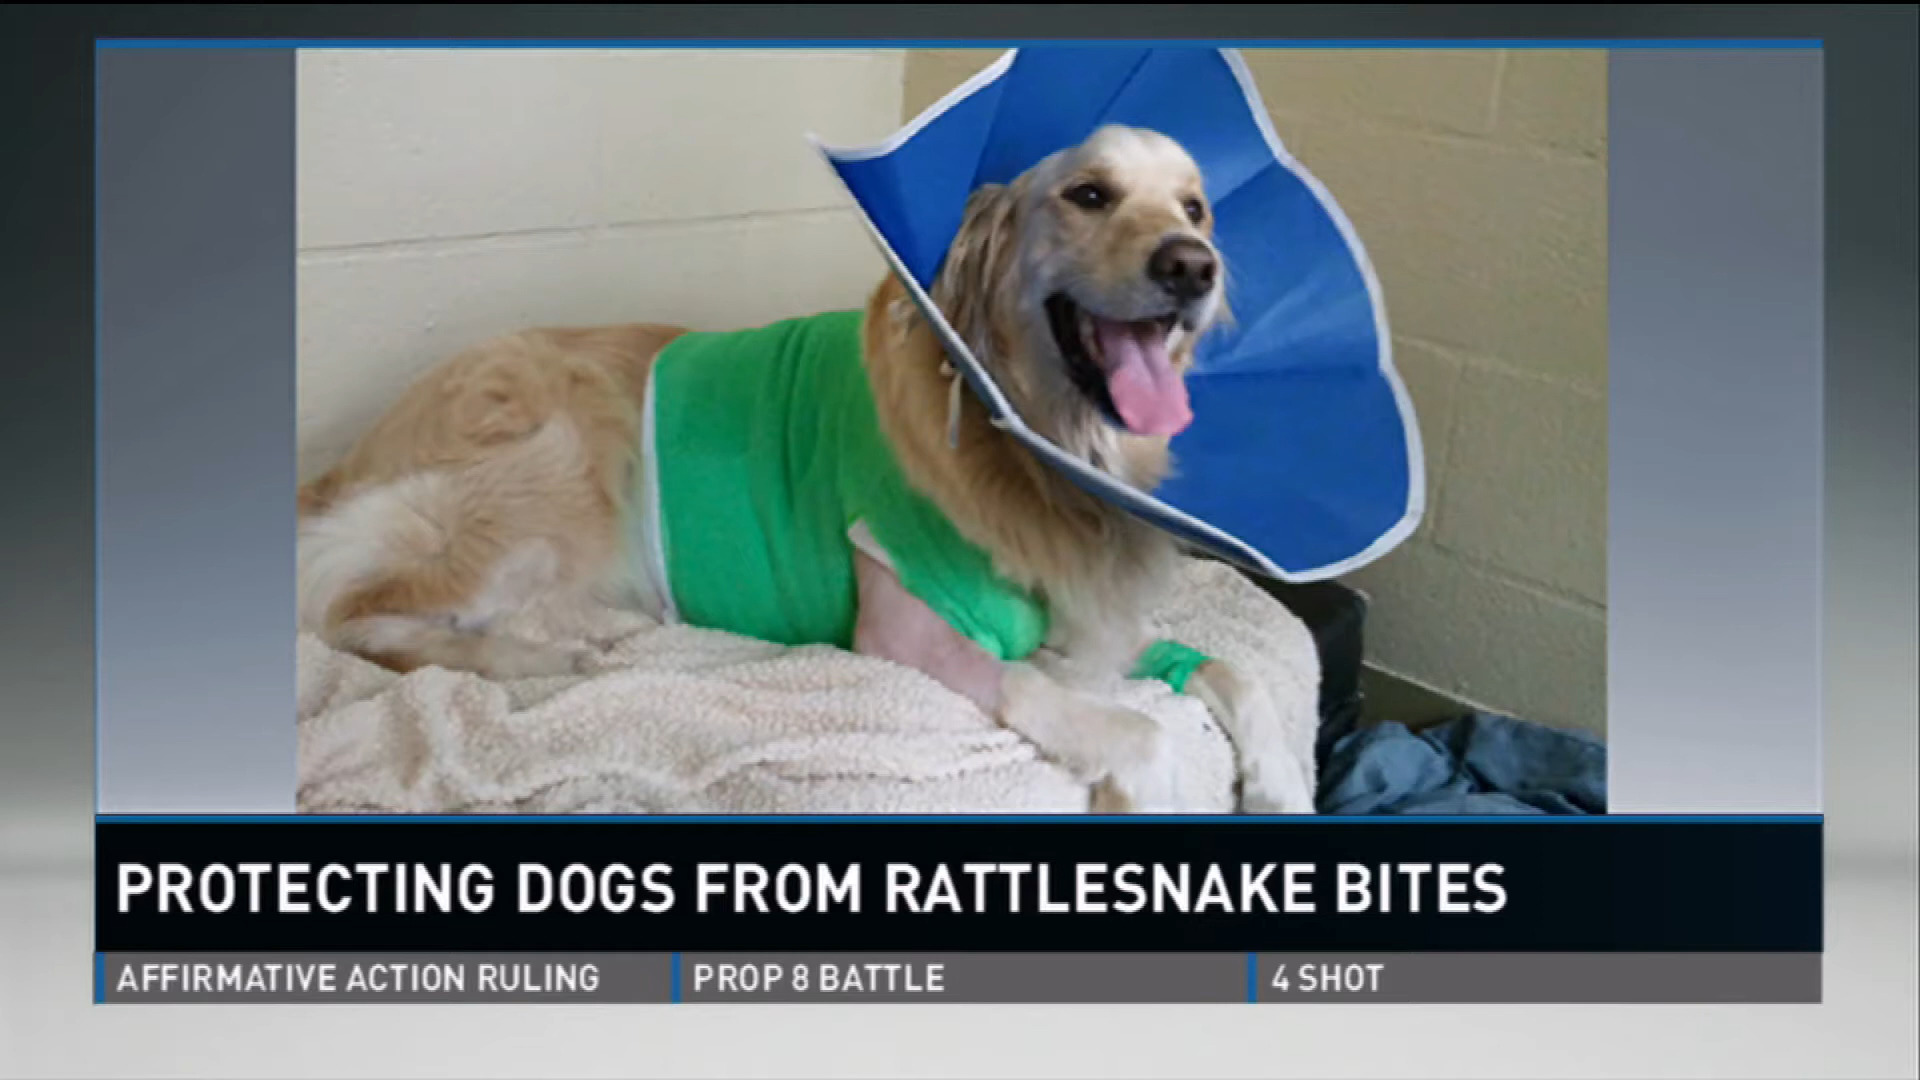 PROTECTING DOGS FROM RATTLESNAKE BITES
AFFIRMATIVE ACTION RULING
PROP 8 BATTLE
4 SHOT